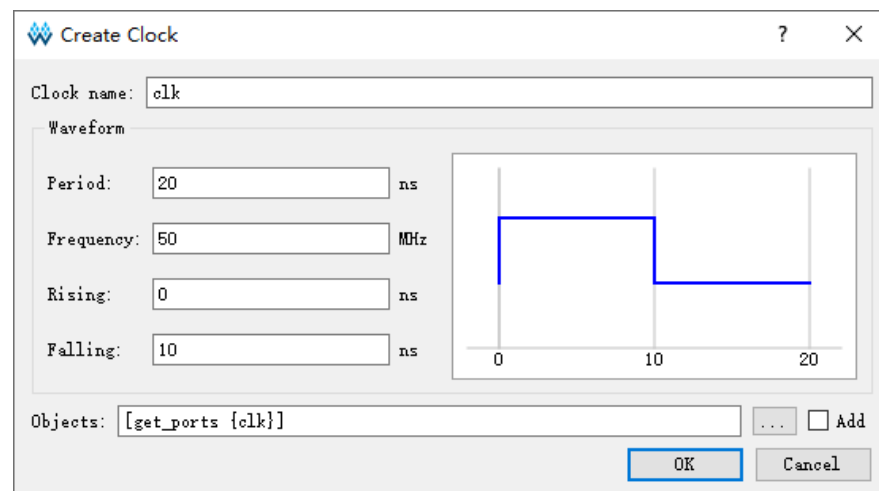 Create Clock
?
Clock name: clk
Waveform
Period: 20 ns
Frequency: 50 MHz
Rising: 0 ns
Falling: 10 ns
0 10 20
Objects: [get_ports {clk}] ... Add
OK Cancel